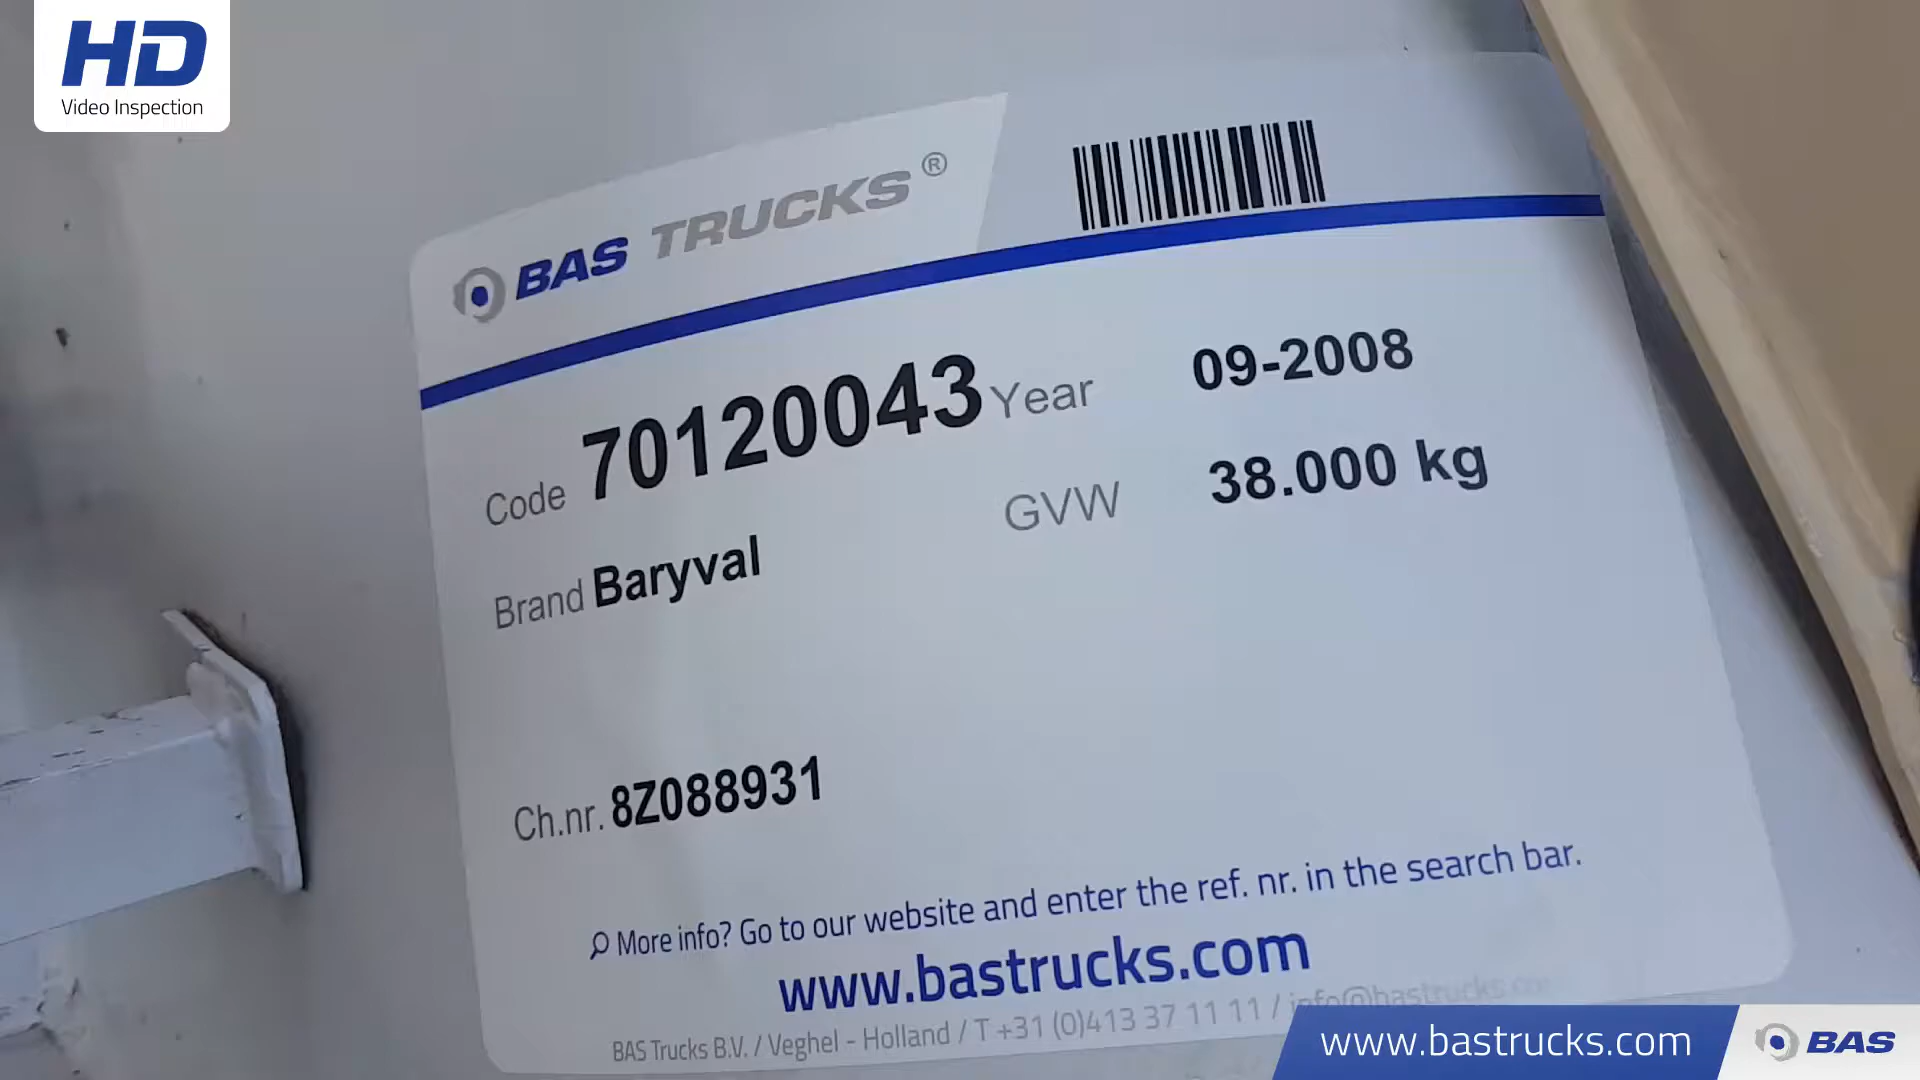 HD
Video Inspection
BAS TRUCKS®
Code 70120043 Year 09-2008
GVW 38.000 kg
Brand Baryval
Ch.nr. 8Z088931
More info? Go to our website and enter the ref. nr. in the search bar.
www.bastrucks.com
BAS Trucks B.V. / Veghel - Holland / T +31 (0)413 37 11 11 /
www.bastrucks.com
BAS